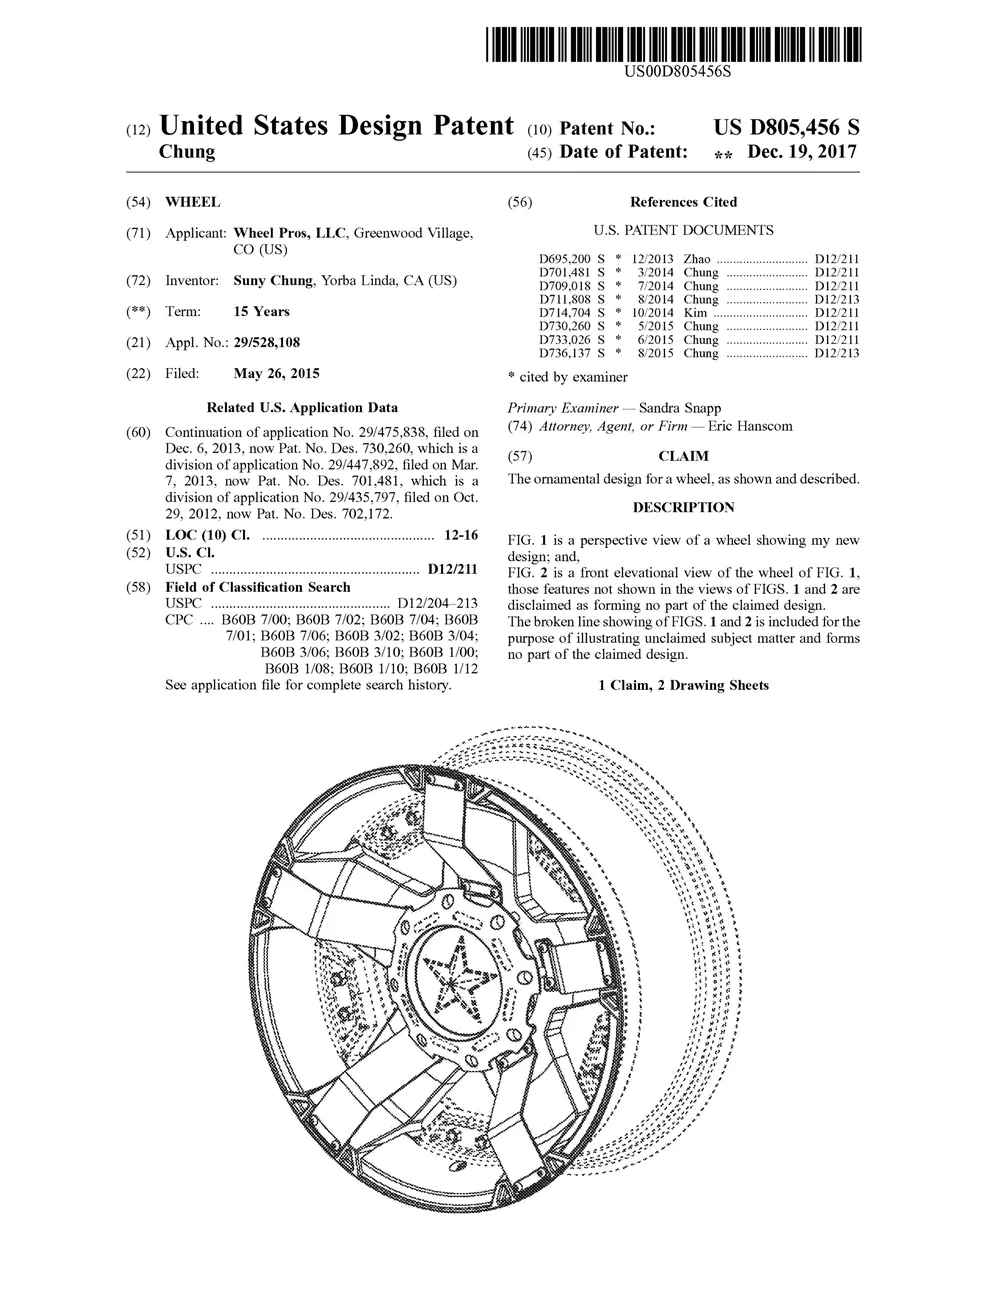 US00D805456S
(12) United States Design Patent
Chung
(10) Patent No.: US D805,456 S
(45) Date of Patent: ** Dec. 19, 2017
(54) WHEEL
(71) Applicant: Wheel Pros, LLC, Greenwood Village,
CO (US)
(72) Inventor: Suny Chung, Yorba Linda, CA (US)
(**) Term: 15 Years
(21) Appl. No.: 29/528,108
(22) Filed: May 26, 2015
Related U.S. Application Data
(60) Continuation of application No. 29/475,838, filed on
Dec. 6, 2013, now Pat. No. Des. 730,260, which is a
division of application No. 29/447,892, filed on Mar.
7, 2013, now Pat. No. Des. 701,481, which is a
division of application No. 29/435,797, filed on Oct.
29, 2012, now Pat. No. Des. 702,172.
(51) LOC (10) Cl. ............................................... 12-16
(52) U.S. Cl.
USPC ......................................................... D12/211
(58) Field of Classification Search
USPC ................................................. D12/204–213
CPC .... B60B 7/00; B60B 7/02; B60B 7/04; B60B
7/01; B60B 7/06; B60B 3/02; B60B 3/04;
B60B 3/06; B60B 3/10; B60B 1/00;
B60B 1/08; B60B 1/10; B60B 1/12
See application file for complete search history.
(56) References Cited
U.S. PATENT DOCUMENTS
D695,200 S * 12/2013 Zhao ............................ D12/211
D701,481 S * 3/2014 Chung ......................... D12/211
D709,018 S * 7/2014 Chung ......................... D12/211
D711,808 S * 8/2014 Chung ......................... D12/213
D714,704 S * 10/2014 Kim ............................. D12/211
D730,260 S * 5/2015 Chung ......................... D12/211
D733,026 S * 6/2015 Chung ......................... D12/211
D736,137 S * 8/2015 Chung ......................... D12/213
* cited by examiner
Primary Examiner — Sandra Snapp
(74) Attorney, Agent, or Firm — Eric Hanscom
(57) CLAIM
The ornamental design for a wheel, as shown and described.
DESCRIPTION
FIG. 1 is a perspective view of a wheel showing my new
design; and,
FIG. 2 is a front elevational view of the wheel of FIG. 1,
those features not shown in the views of FIGS. 1 and 2 are
disclaimed as forming no part of the claimed design.
The broken line showing of FIGS. 1 and 2 is included for the
purpose of illustrating unclaimed subject matter and forms
no part of the claimed design.
1 Claim, 2 Drawing Sheets